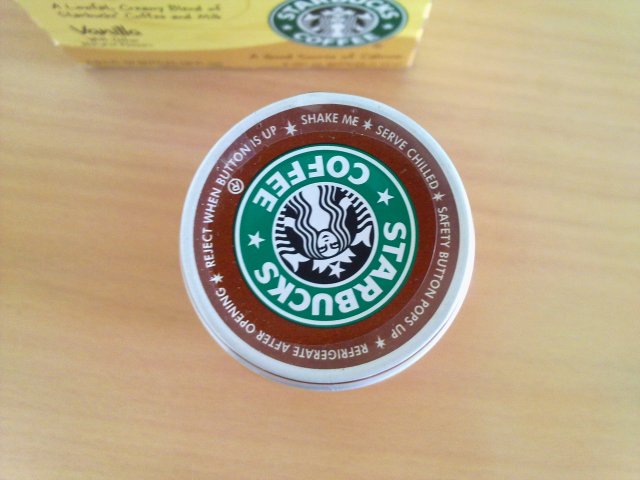 A Lowfat, Creamy Blend of
Starbucks® Coffee and Milk
Vanilla
STARBUCKS
COFFEE
A Good Source of Calcium
SHAKE ME ★ SERVE CHILLED ★ SAFETY BUTTON POPS UP ★ REFRIGERATE AFTER OPENING ★ REJECT WHEN BUTTON IS UP ★
STARBUCKS
COFFEE
®